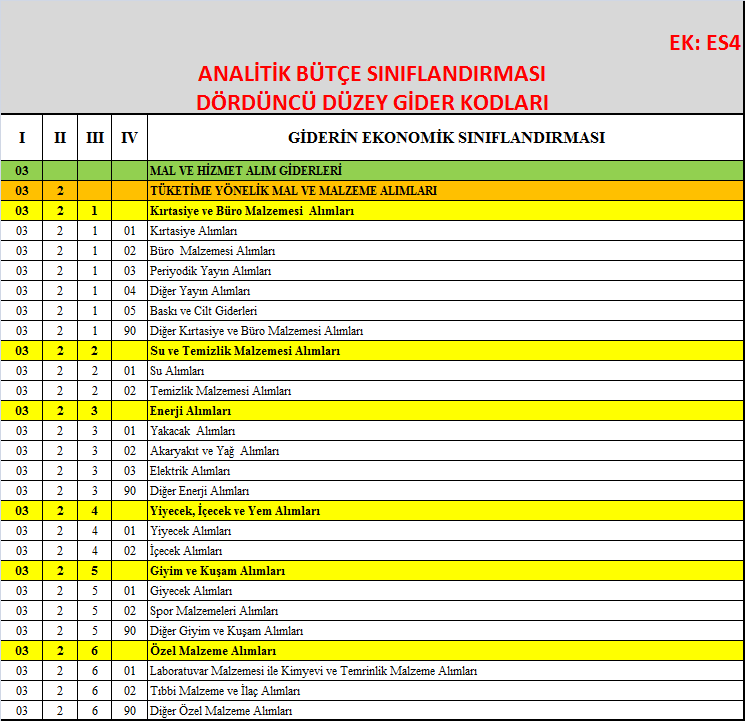 EK: ES4
ANALİTİK BÜTÇE SINIFLANDIRMASI
DÖRDÜNCÜ DÜZEY GİDER KODLARI
I II III IV GİDERİN EKONOMİK SINIFLANDIRMASI
03 MAL VE HİZMET ALIM GİDERLERİ
03 2 TÜKETİME YÖNELİK MAL VE MALZEME ALIMLARI
03 2 1 Kırtasiye ve Büro Malzemesi Alımları
03 2 1 01 Kırtasiye Alımları
03 2 1 02 Büro Malzemesi Alımları
03 2 1 03 Periyodik Yayın Alımları
03 2 1 04 Diğer Yayın Alımları
03 2 1 05 Baskı ve Cilt Giderleri
03 2 1 90 Diğer Kırtasiye ve Büro Malzemesi Alımları
03 2 2 Su ve Temizlik Malzemesi Alımları
03 2 2 01 Su Alımları
03 2 2 02 Temizlik Malzemesi Alımları
03 2 3 Enerji Alımları
03 2 3 01 Yakacak Alımları
03 2 3 02 Akaryakıt ve Yağ Alımları
03 2 3 03 Elektrik Alımları
03 2 3 90 Diğer Enerji Alımları
03 2 4 Yiyecek, İçecek ve Yem Alımları
03 2 4 01 Yiyecek Alımları
03 2 4 02 İçecek Alımları
03 2 5 Giyim ve Kuşam Alımları
03 2 5 01 Giyecek Alımları
03 2 5 02 Spor Malzemeleri Alımları
03 2 5 90 Diğer Giyim ve Kuşam Alımları
03 2 6 Özel Malzeme Alımları
03 2 6 01 Laboratuvar Malzemesi ile Kimyevi ve Temrinlik Malzeme Alımları
03 2 6 02 Tıbbi Malzeme ve İlaç Alımları
03 2 6 90 Diğer Özel Malzeme Alımları